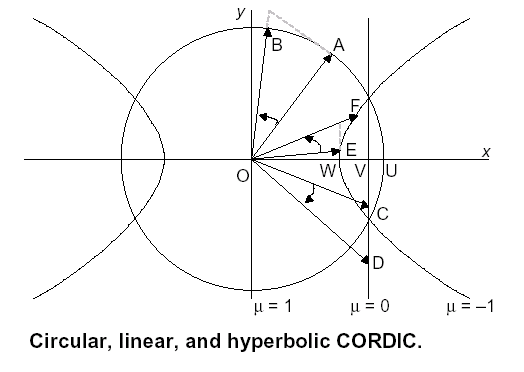 y
B
A
F
E
x
O
W
V
U
C
D
μ = 1
μ = 0
μ = –1
Circular, linear, and hyperbolic CORDIC.